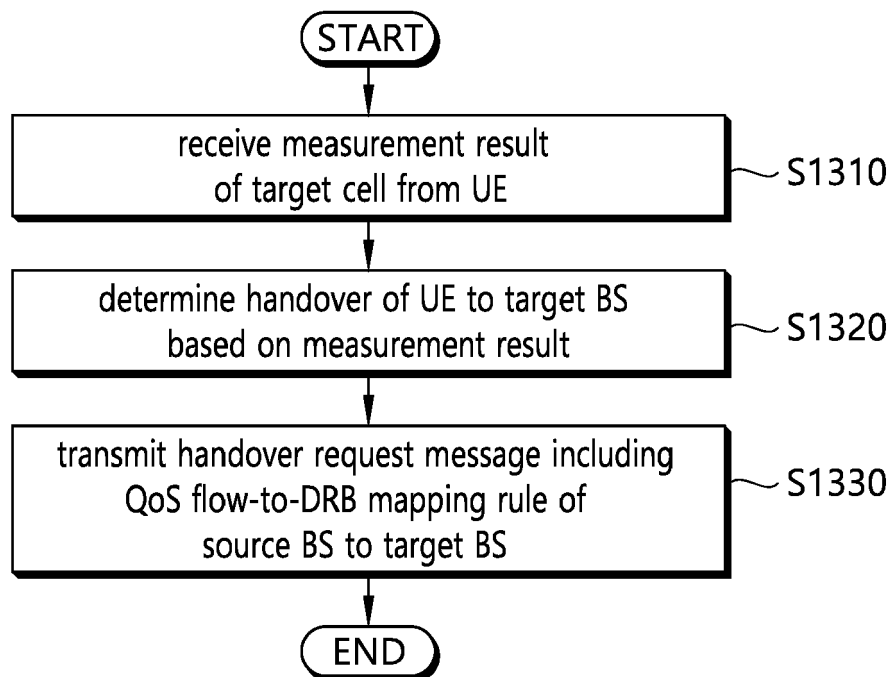 START
receive measurement result
of target cell from UE
S1310
determine handover of UE to target BS
based on measurement result
S1320
transmit handover request message including
QoS flow-to-DRB mapping rule of
source BS to target BS
S1330
END